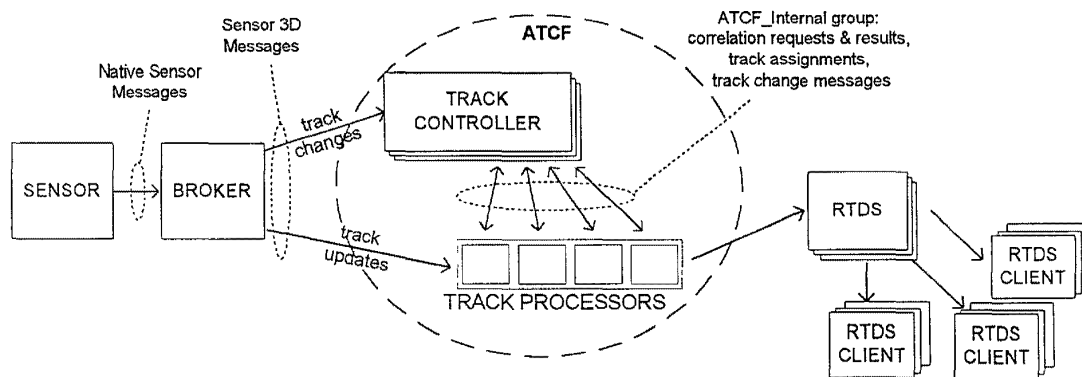 Sensor 3D
Messages
ATCF
ATCF_Internal group:
correlation requests & results,
track assignments,
track change messages
Native Sensor
Messages
track
changes
TRACK
CONTROLLER
SENSOR
BROKER
track
updates
TRACK PROCESSORS
RTDS
RTDS
CLIENT
RTDS
CLIENT
RTDS
CLIENT